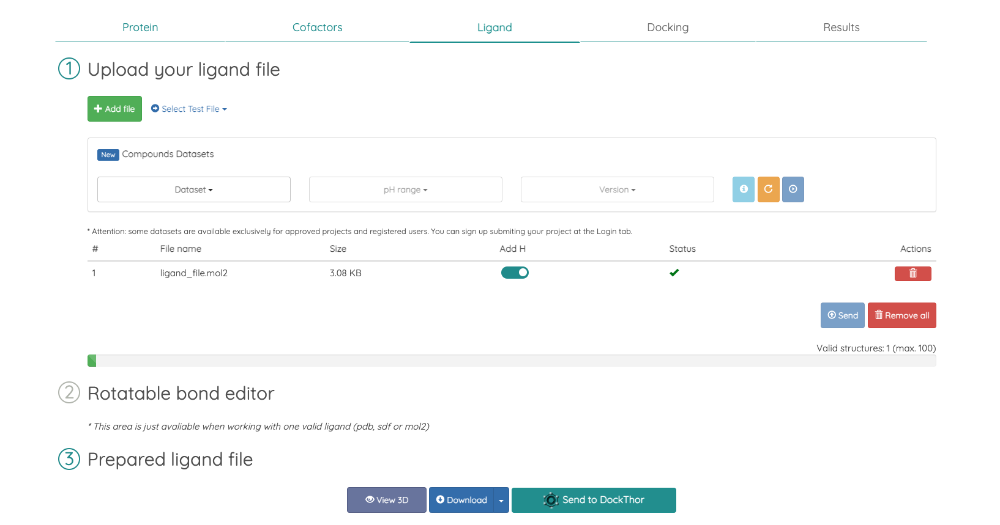 Protein Cofactors Ligand Docking Results
1 Upload your ligand file
Add file Select Test File
New Compounds Datasets
Dataset pH range Version
* Attention: some datasets are available exclusively for approved projects and registered users. You can sign up submiting your project at the Login tab.
# File name Size Add H Status Actions
1 ligand_file.mol2 3.08 KB
Send Remove all
Valid structures: 1 (max. 100)
2 Rotatable bond editor
* This area is just avaliable when working with one valid ligand (pdb, sdf or mol2)
3 Prepared ligand file
View 3D Download Send to DockThor